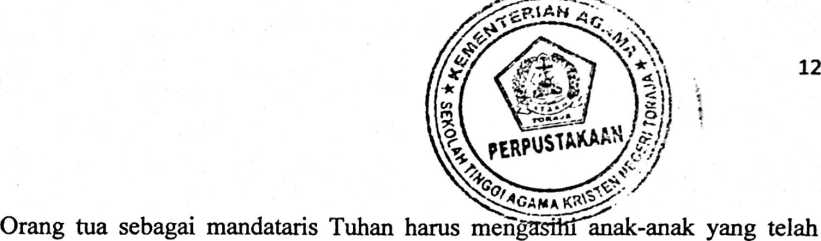 12
KEMENTERIAN AGAMA
TORAJA
PERPUSTAKAAN
SEKOLAH TINGGI AGAMA KRISTEN NEGERI TORAJA
Orang tua sebagai mandataris Tuhan harus mengasihi anak-anak yang telah